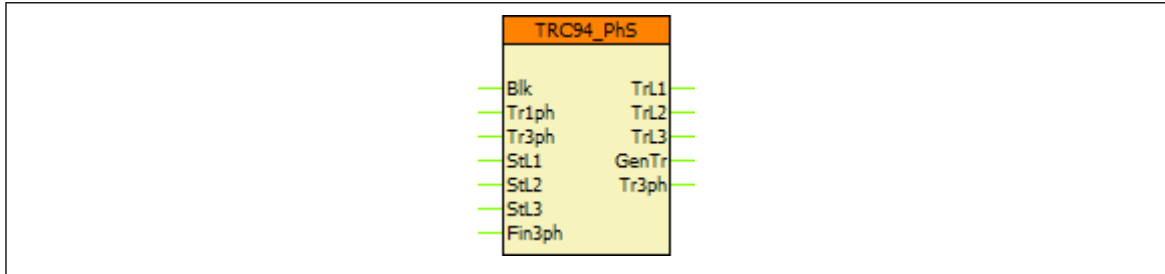 TRC94_PhS
Blk TrL1
Tr1ph TrL2
Tr3ph TrL3
StL1 GenTr
StL2 Tr3ph
StL3
Fin3ph